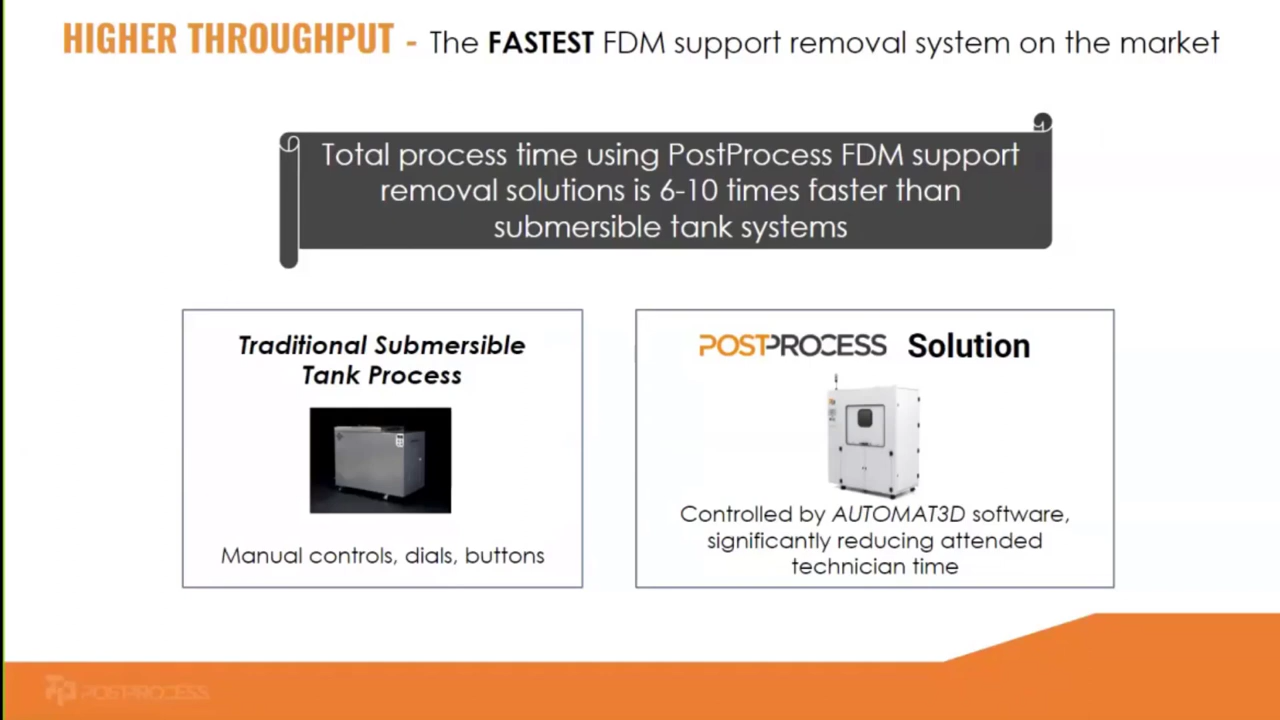 HIGHER THROUGHPUT - The FASTEST FDM support removal system on the market
Total process time using PostProcess FDM support
removal solutions is 6-10 times faster than
submersible tank systems
Traditional Submersible
Tank Process
Manual controls, dials, buttons
POSTPROCESS Solution
Controlled by AUTOMAT3D software,
significantly reducing attended
technician time
POSTPROCESS